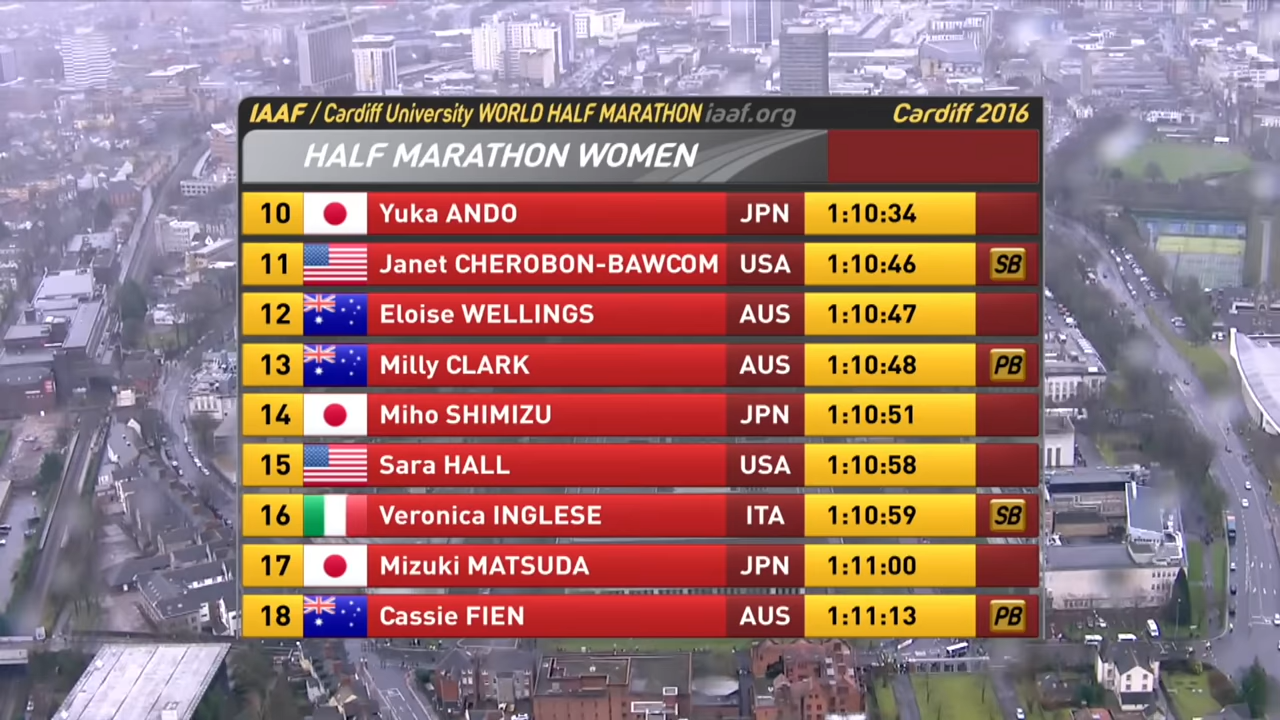 IAAF / Cardiff University WORLD HALF MARATHON iaaf.org Cardiff 2016
HALF MARATHON WOMEN
10 Yuka ANDO JPN 1:10:34
11 Janet CHEROBON-BAWCOM USA 1:10:46 SB
12 Eloise WELLINGS AUS 1:10:47
13 Milly CLARK AUS 1:10:48 PB
14 Miho SHIMIZU JPN 1:10:51
15 Sara HALL USA 1:10:58
16 Veronica INGLESE ITA 1:10:59 SB
17 Mizuki MATSUDA JPN 1:11:00
18 Cassie FIEN AUS 1:11:13 PB